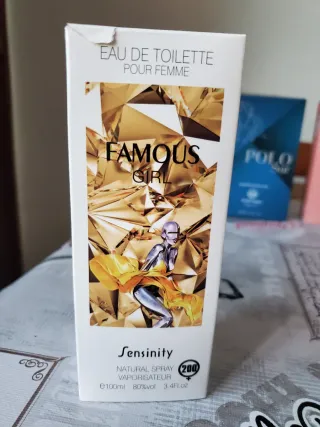 EAU DE TOILETTE
POUR FEMME
FAMOUS
GIRL
Sensinity
NATURAL SPRAY
VAPORISATEUR
200
℮100ml 80%vol 3.4fl.oz
POLO